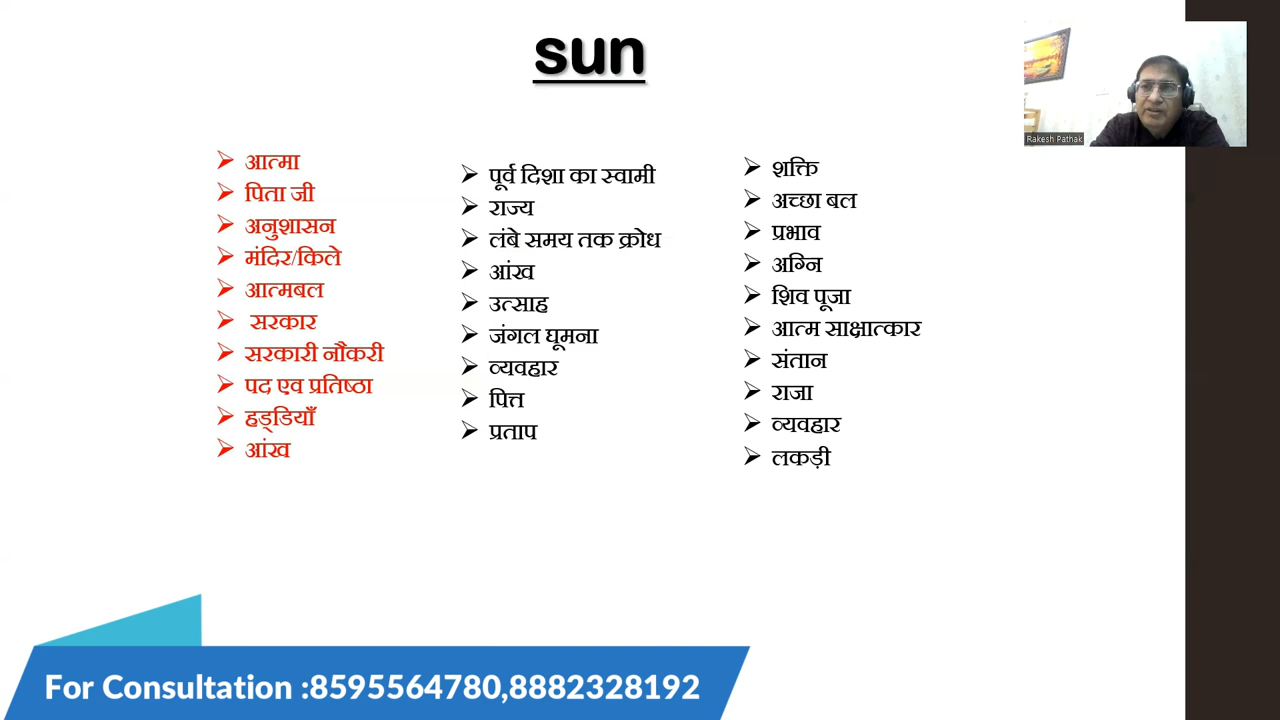 sun
Rakesh Pathak
आत्मा
पिता जी
अनुशासन
मंदिर/किले
आत्मबल
सरकार
सरकारी नौकरी
पद एव प्रतिष्ठा
हड्डियाँ
आंख
पूर्व दिशा का स्वामी
राज्य
लंबे समय तक क्रोध
आंख
उत्साह
जंगल घूमना
व्यवहार
पित्त
प्रताप
शक्ति
अच्छा बल
प्रभाव
अग्नि
शिव पूजा
आत्म साक्षात्कार
संतान
राजा
व्यवहार
लकड़ी
For Consultation :8595564780,8882328192